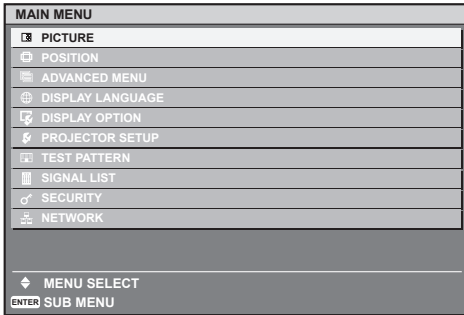 MAIN MENU
PICTURE
POSITION
ADVANCED MENU
DISPLAY LANGUAGE
DISPLAY OPTION
PROJECTOR SETUP
TEST PATTERN
SIGNAL LIST
SECURITY
NETWORK
MENU SELECT
ENTER SUB MENU